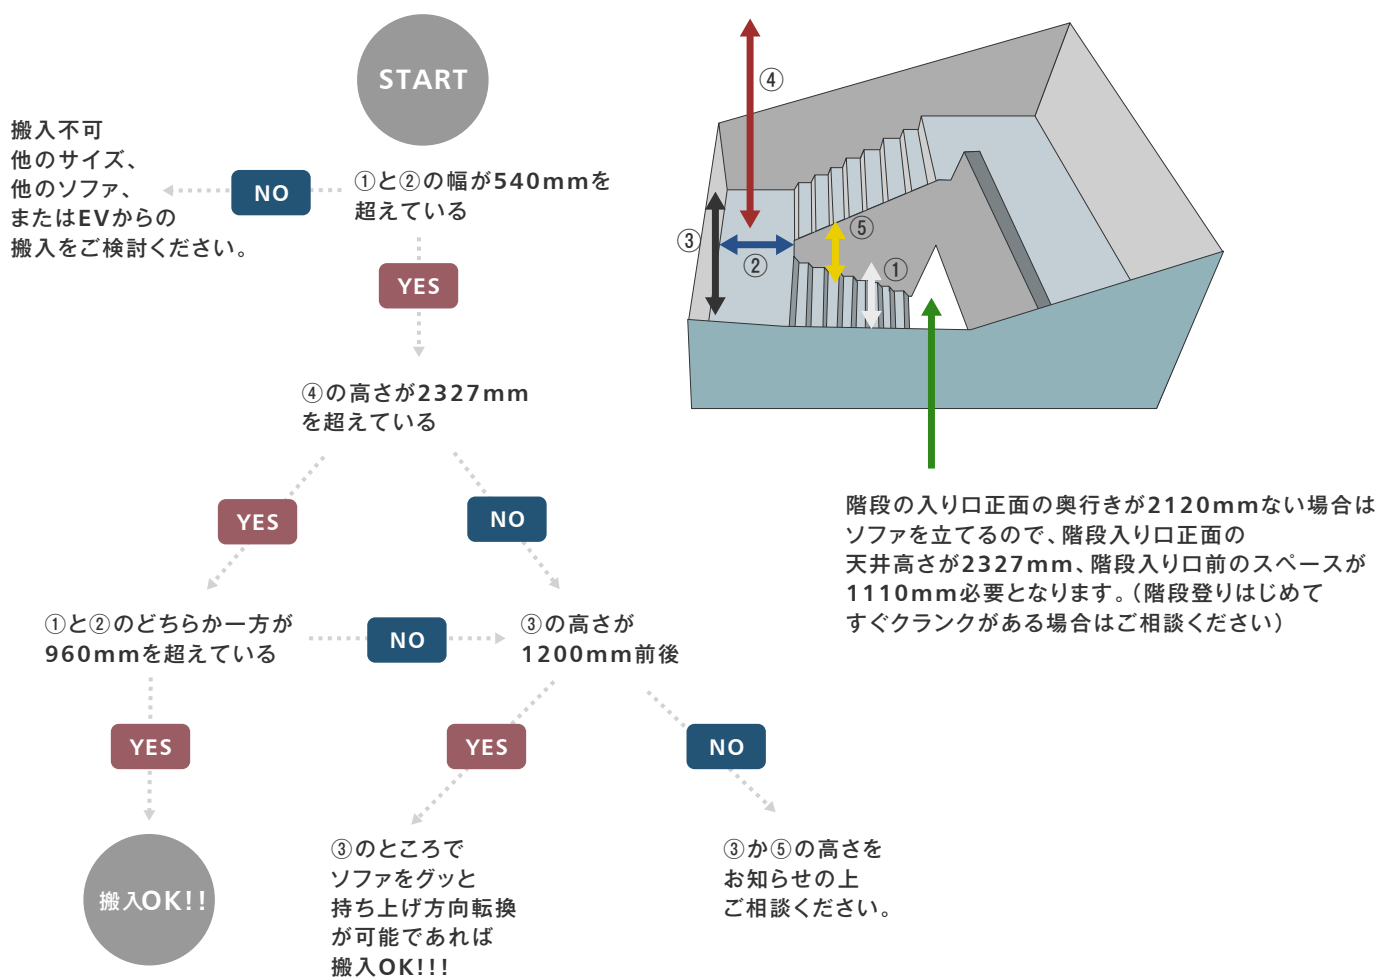 START
搬入不可
他のサイズ、
他のソファ、
またはEVからの
搬入をご検討ください。
NO
①と②の幅が540mmを
超えている
YES
④の高さが2327mm
を超えている
YES
NO
①と②のどちらか一方が
960mmを超えている
NO
③の高さが
1200mm前後
YES
YES
NO
搬入OK!!
③のところで
ソファをグッと
持ち上げ方向転換
が可能であれば
搬入OK!!!
③か⑤の高さを
お知らせの上
ご相談ください。
④
③
②
⑤
①
階段の入り口正面の奥行きが2120mmない場合は
ソファを立てるので、階段入り口正面の
天井高さが2327mm、階段入り口前のスペースが
1110mm必要となります。（階段登りはじめて
すぐクランクがある場合はご相談ください）